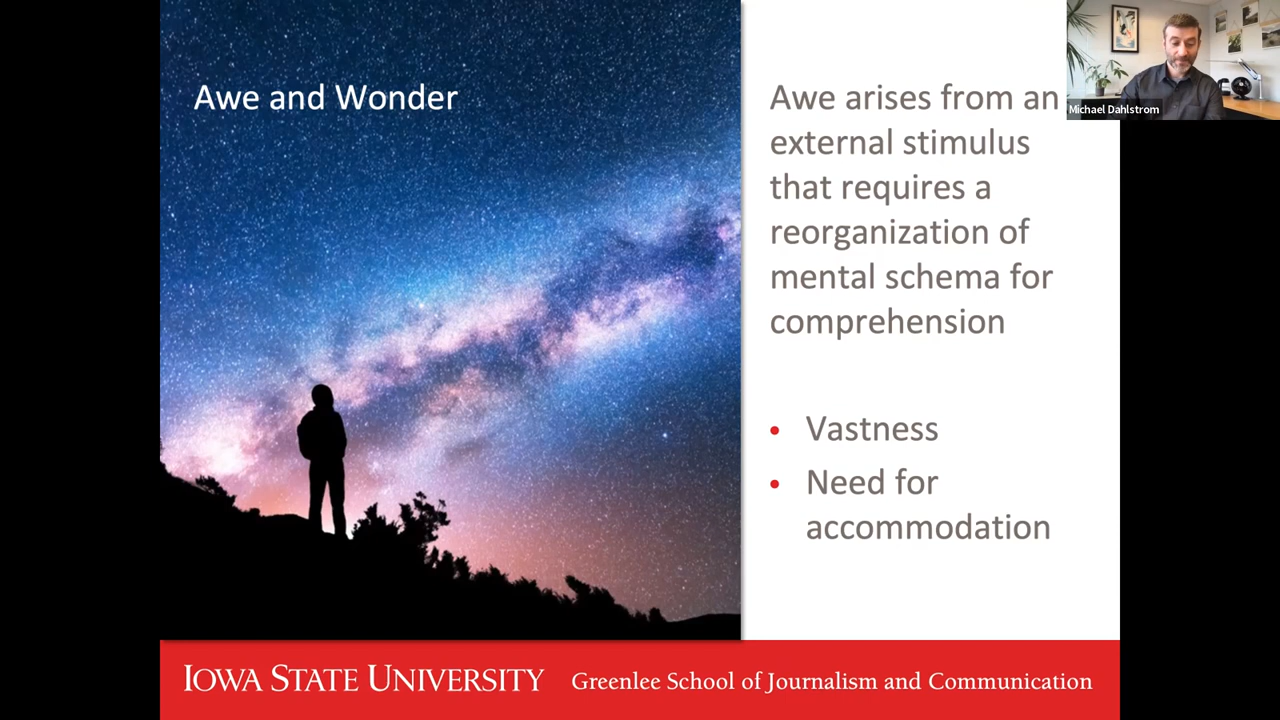 Awe and Wonder
Awe arises from an
external stimulus
that requires a
reorganization of
mental schema for
comprehension
• Vastness
• Need for
accommodation
Michael Dahlstrom
IOWA STATE UNIVERSITY Greenlee School of Journalism and Communication